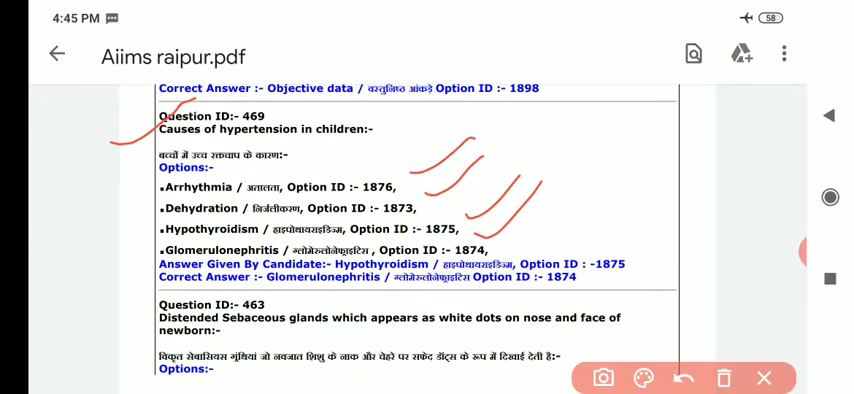 4:45 PM
58
Aiims raipur.pdf
Correct Answer :- Objective data / वस्तुनिष्ठ आंकड़े Option ID :- 1898
Question ID:- 469
Causes of hypertension in children:-
बच्चों में उच्च रक्तचाप के कारण:-
Options:-
Arrhythmia / अतालता, Option ID :- 1876,
Dehydration / निर्जलीकरण, Option ID :- 1873,
Hypothyroidism / हाइपोथायराइडिज्म, Option ID :- 1875,
Glomerulonephritis / ग्लोमेरुलोनेफ्राइटिस , Option ID :- 1874,
Answer Given By Candidate:- Hypothyroidism / हाइपोथायराइडिज्म, Option ID : -1875
Correct Answer :- Glomerulonephritis / ग्लोमेरुलोनेफ्राइटिस Option ID :- 1874
Question ID:- 463
Distended Sebaceous glands which appears as white dots on nose and face of
newborn:-
विकृत सेबासियस ग्रंथियां जो नवजात शिशु के नाक और चेहरे पर सफेद डॉट्स के रूप में दिखाई देती है:-
Options:-